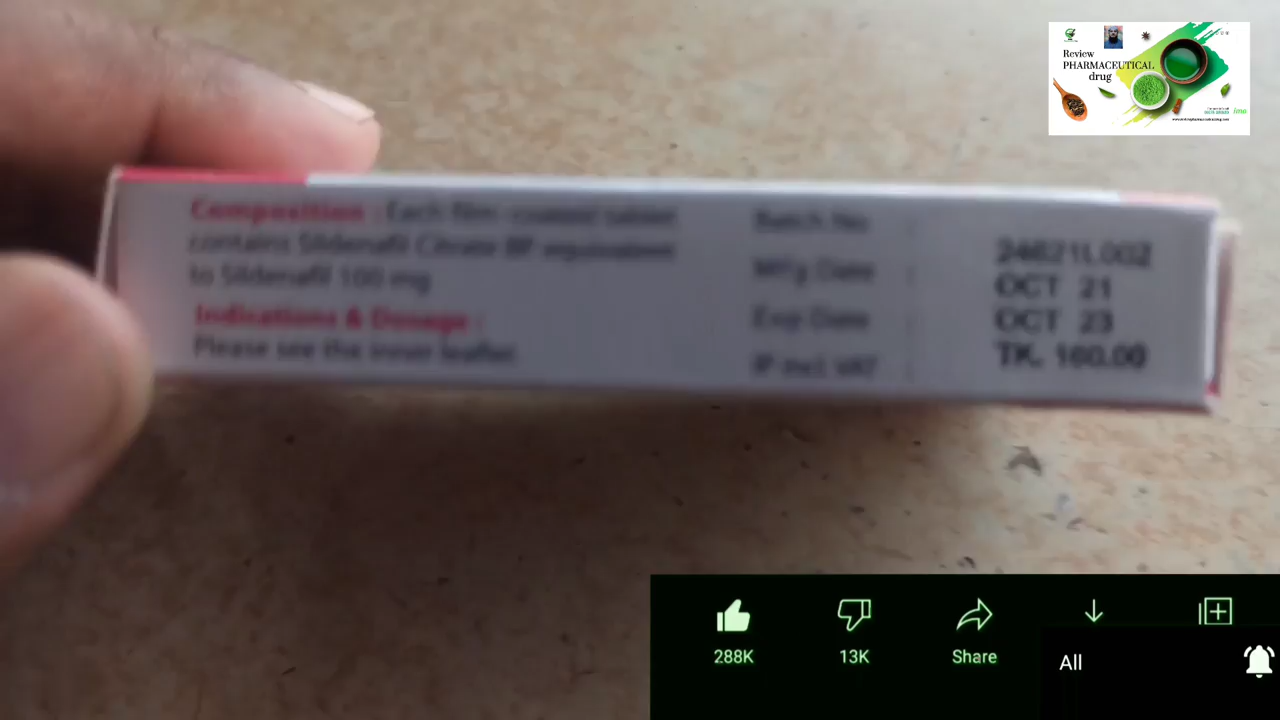 Review
PHARMACEUTICAL
drug
Composition : Each film-coated tablet
contains Sildenafil Citrate BP equivalent
to Sildenafil 100 mg
Indications & Dosage :
Please see the inner leaflet
Batch No :
Mfg Date :
Exp Date :
IP incl. VAT :
OCT 21
OCT 23
TK. 160.00
288K
13K
Share
All